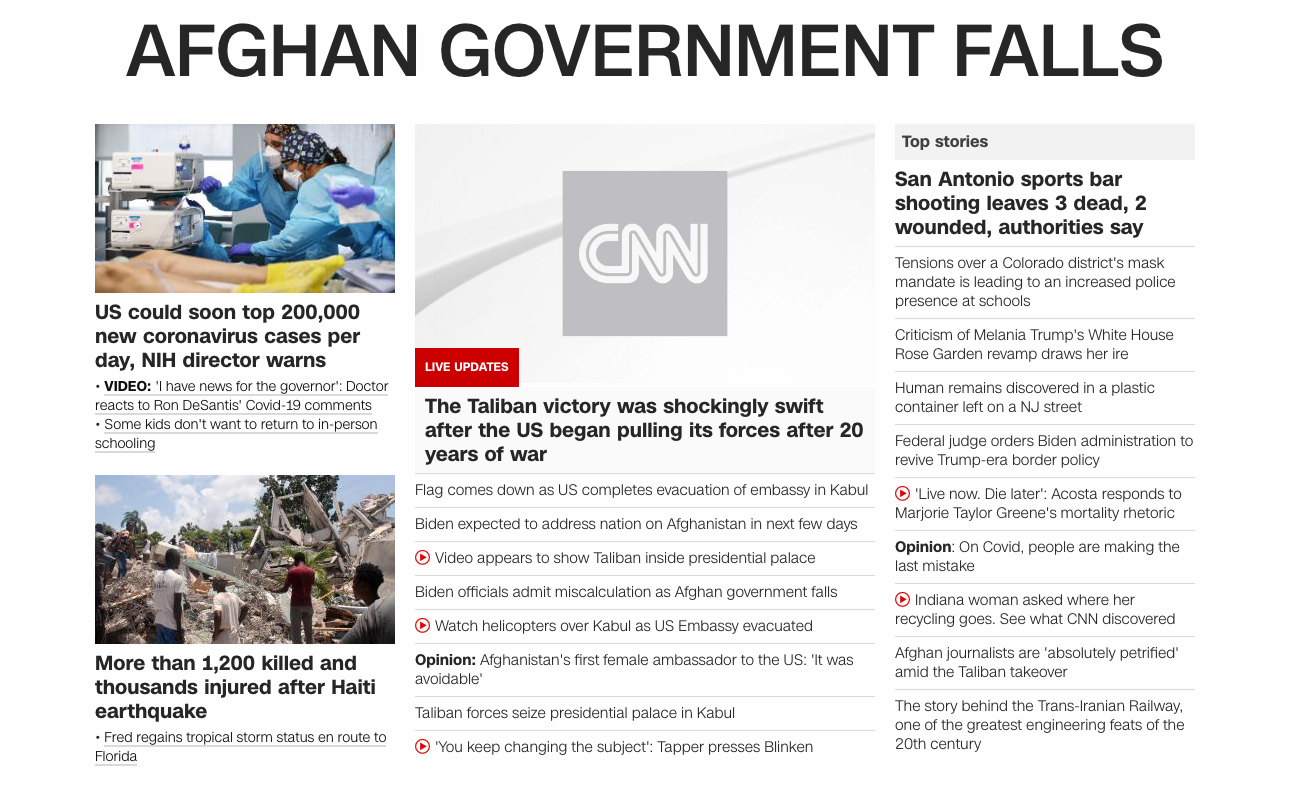 AFGHAN GOVERNMENT FALLS
US could soon top 200,000
new coronavirus cases per
day, NIH director warns
• VIDEO: 'I have news for the governor': Doctor
reacts to Ron DeSantis' Covid-19 comments
• Some kids don't want to return to in-person
schooling
More than 1,200 killed and
thousands injured after Haiti
earthquake
• Fred regains tropical storm status en route to
Florida
CNN
LIVE UPDATES
The Taliban victory was shockingly swift
after the US began pulling its forces after 20
years of war
Flag comes down as US completes evacuation of embassy in Kabul
Biden expected to address nation on Afghanistan in next few days
Video appears to show Taliban inside presidential palace
Biden officials admit miscalculation as Afghan government falls
Watch helicopters over Kabul as US Embassy evacuated
Opinion: Afghanistan's first female ambassador to the US: 'It was
avoidable'
Taliban forces seize presidential palace in Kabul
'You keep changing the subject': Tapper presses Blinken
Top stories
San Antonio sports bar
shooting leaves 3 dead, 2
wounded, authorities say
Tensions over a Colorado district's mask
mandate is leading to an increased police
presence at schools
Criticism of Melania Trump's White House
Rose Garden revamp draws her ire
Human remains discovered in a plastic
container left on a NJ street
Federal judge orders Biden administration to
revive Trump-era border policy
'Live now. Die later': Acosta responds to
Marjorie Taylor Greene's mortality rhetoric
Opinion: On Covid, people are making the
last mistake
Indiana woman asked where her
recycling goes. See what CNN discovered
Afghan journalists are 'absolutely petrified'
amid the Taliban takeover
The story behind the Trans-Iranian Railway,
one of the greatest engineering feats of the
20th century